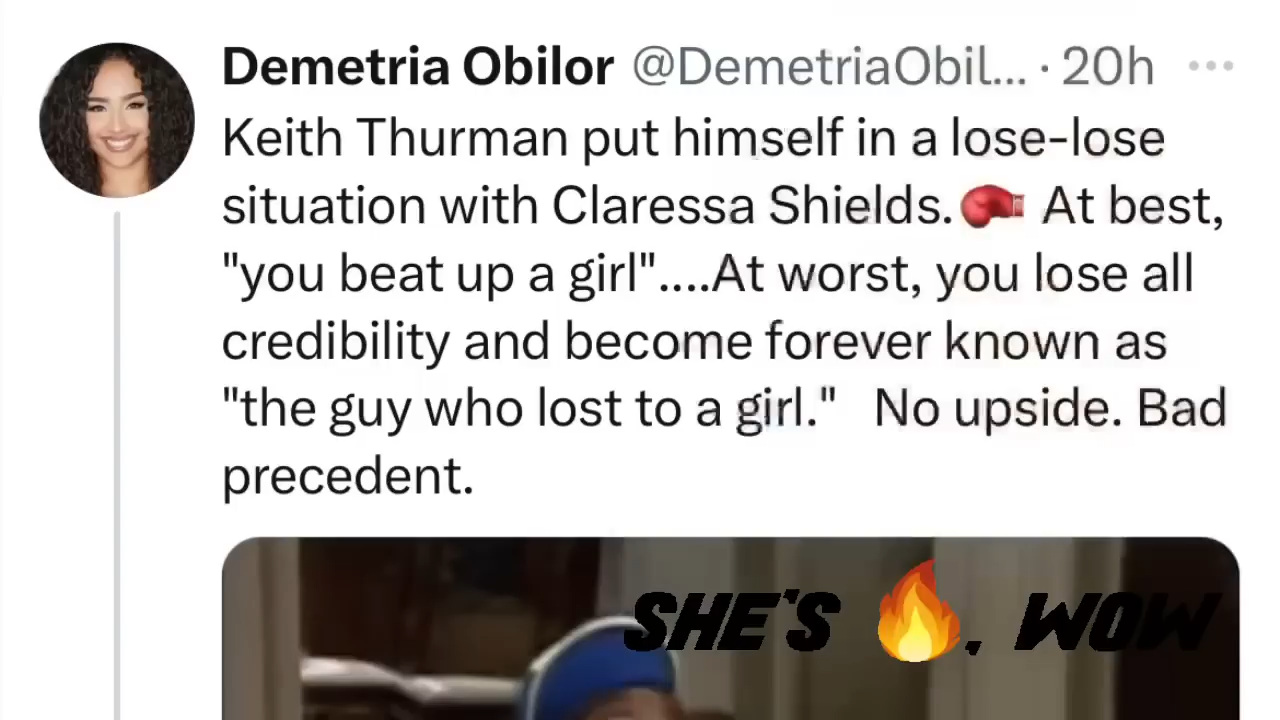 Demetria Obilor @DemetriaObil... · 20h
Keith Thurman put himself in a lose-lose
situation with Claressa Shields.🥊 At best,
"you beat up a girl"....At worst, you lose all
credibility and become forever known as
"the guy who lost to a girl." No upside. Bad
precedent.
SHE'S 🔥, WOW